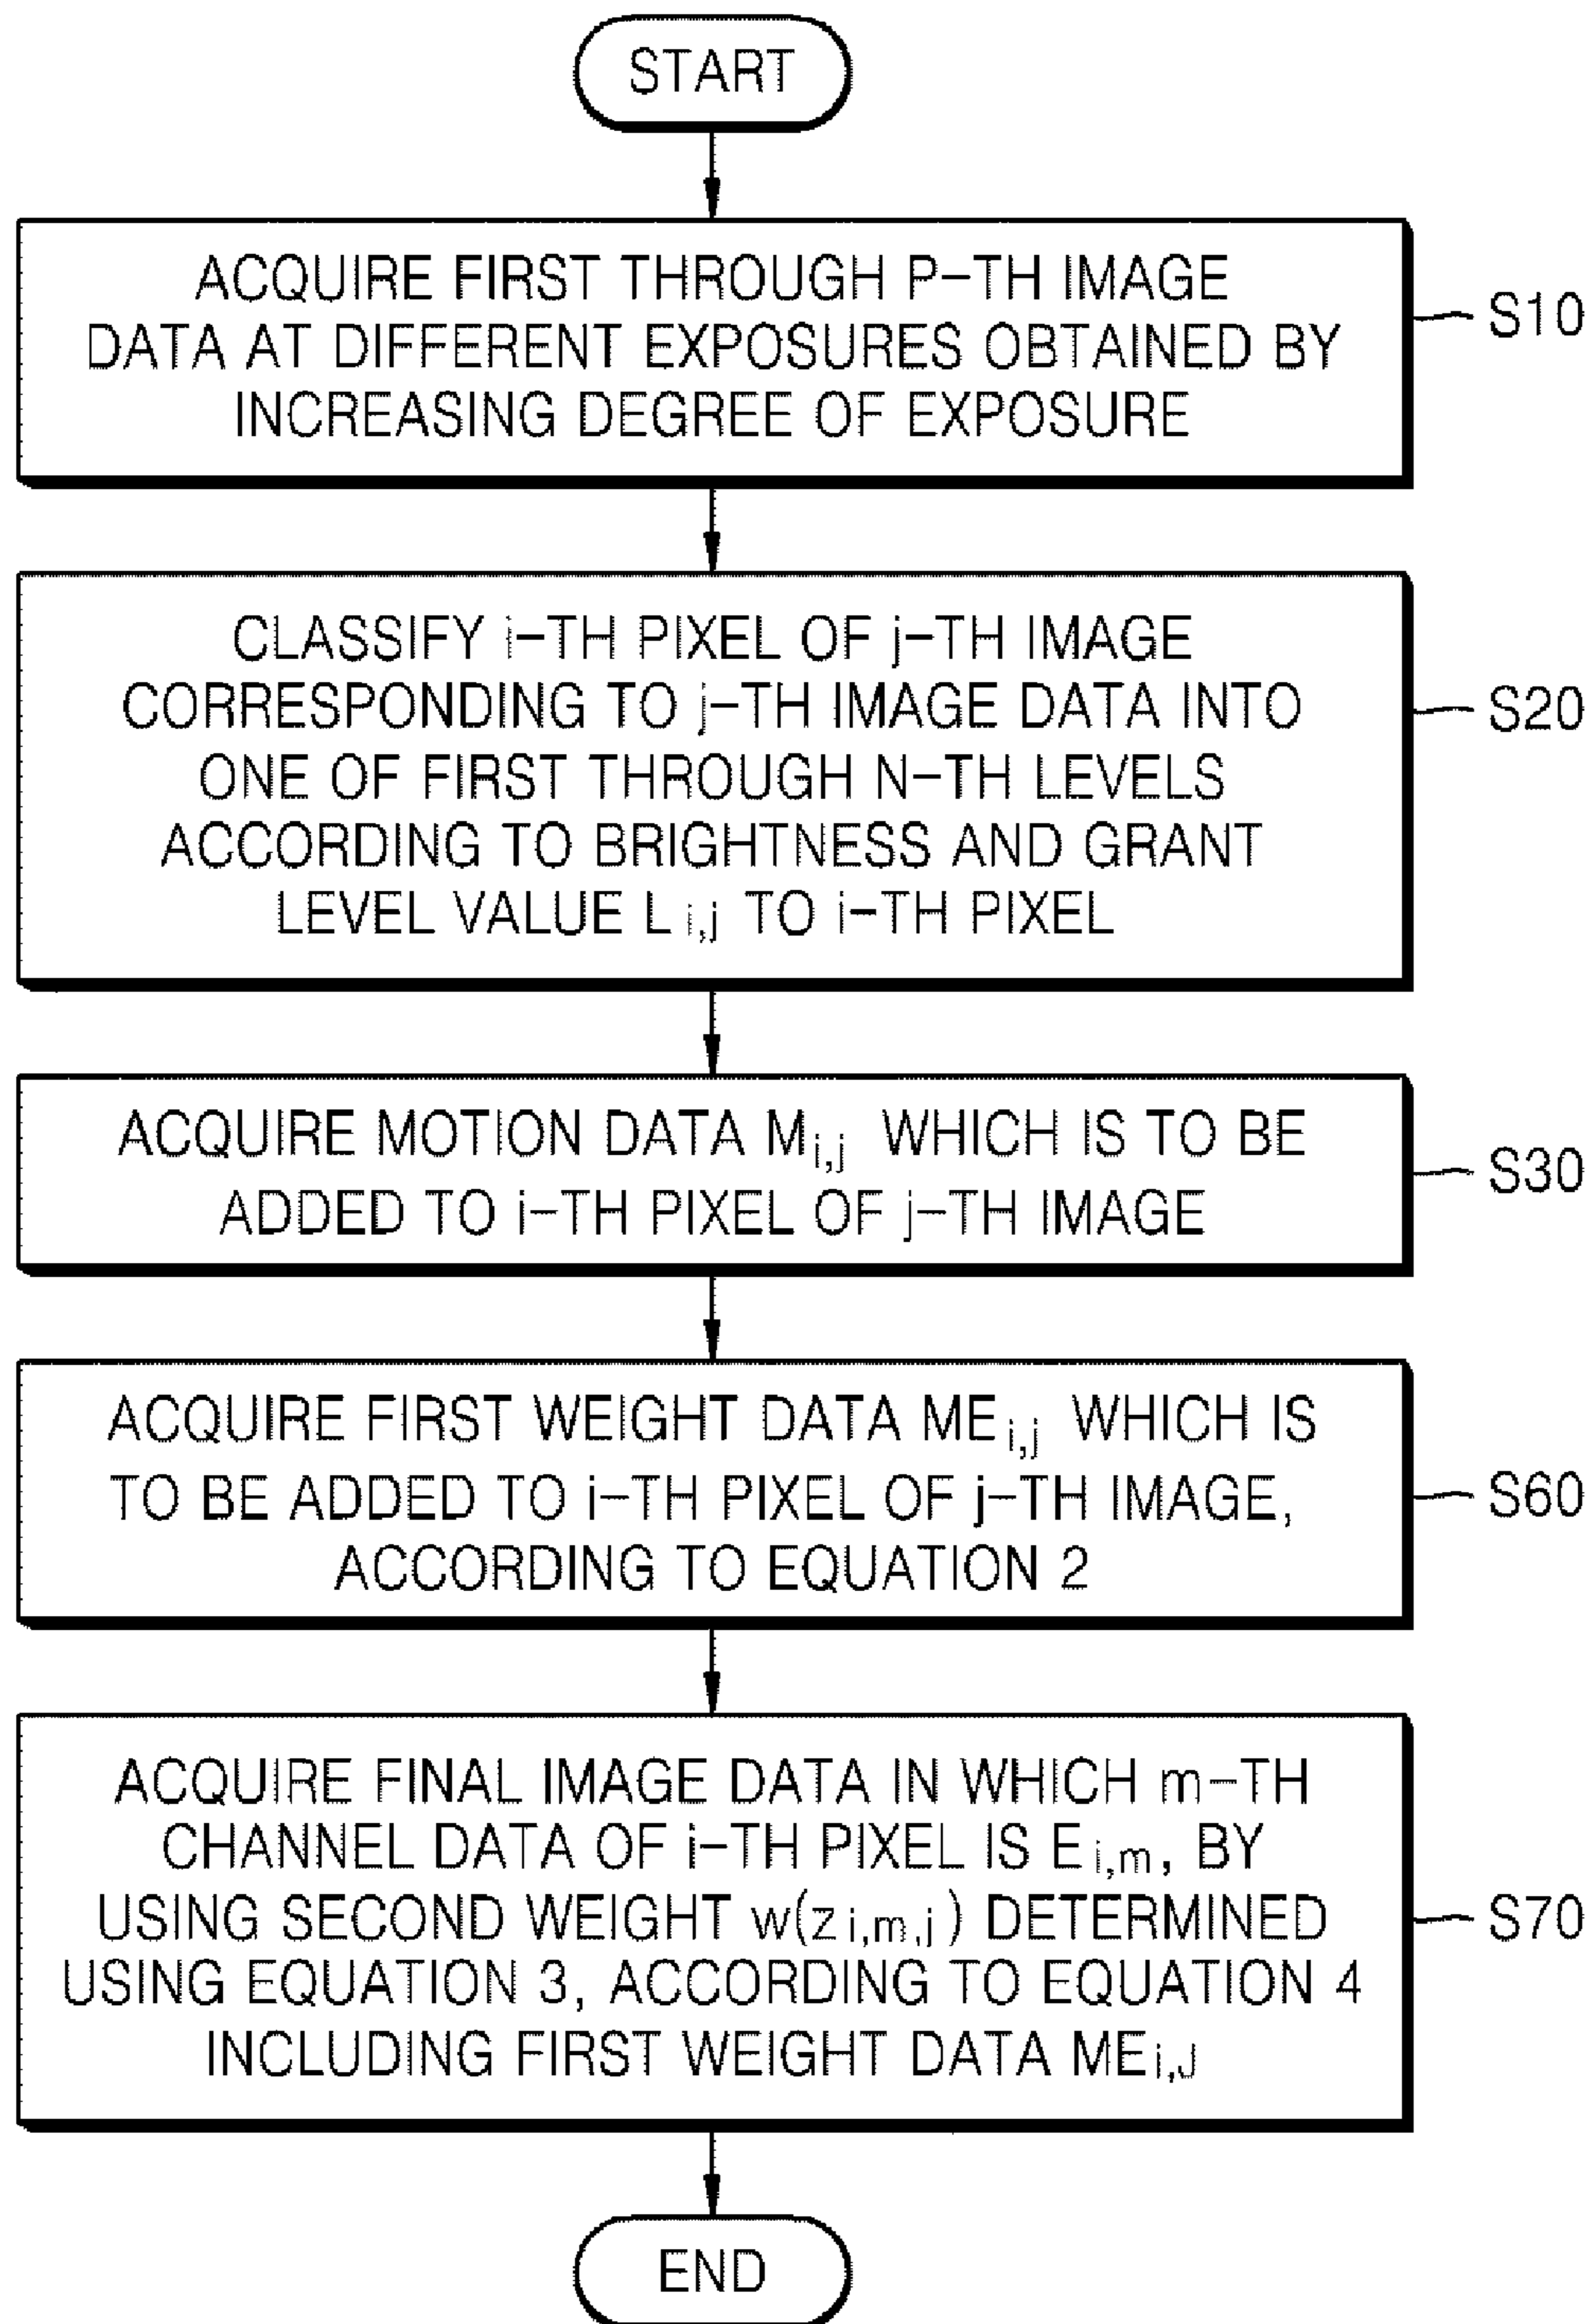 START
ACQUIRE FIRST THROUGH P-TH IMAGE
DATA AT DIFFERENT EXPOSURES OBTAINED BY
INCREASING DEGREE OF EXPOSURE
S10
CLASSIFY i-TH PIXEL OF j-TH IMAGE
CORRESPONDING TO j-TH IMAGE DATA INTO
ONE OF FIRST THROUGH N-TH LEVELS
ACCORDING TO BRIGHTNESS AND GRANT
LEVEL VALUE L i,j TO i-TH PIXEL
S20
ACQUIRE MOTION DATA Mi,j WHICH IS TO BE
ADDED TO i-TH PIXEL OF j-TH IMAGE
S30
ACQUIRE FIRST WEIGHT DATA MEi,j WHICH IS
TO BE ADDED TO i-TH PIXEL OF j-TH IMAGE,
ACCORDING TO EQUATION 2
S60
ACQUIRE FINAL IMAGE DATA IN WHICH m-TH
CHANNEL DATA OF i-TH PIXEL IS Ei,m, BY
USING SECOND WEIGHT w(zi,m,j) DETERMINED
USING EQUATION 3, ACCORDING TO EQUATION 4
INCLUDING FIRST WEIGHT DATA MEi,J
S70
END